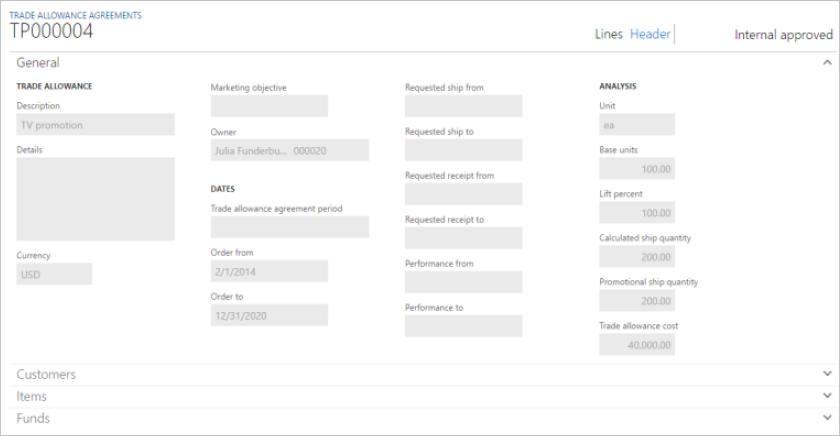 TRADE ALLOWANCE AGREEMENTS
TP000004
Lines Header
Internal approved
General
TRADE ALLOWANCE
Description
TV promotion
Details
Currency
USD
Marketing objective
Owner
Julia Funderbu... 000020
DATES
Trade allowance agreement period
Order from
2/1/2014
Order to
12/31/2020
Requested ship from
Requested ship to
Requested receipt from
Requested receipt to
Performance from
Performance to
ANALYSIS
Unit
ea
Base units
100.00
Lift percent
100.00
Calculated ship quantity
200.00
Promotional ship quantity
200.00
Trade allowance cost
40,000.00
Customers
Items
Funds